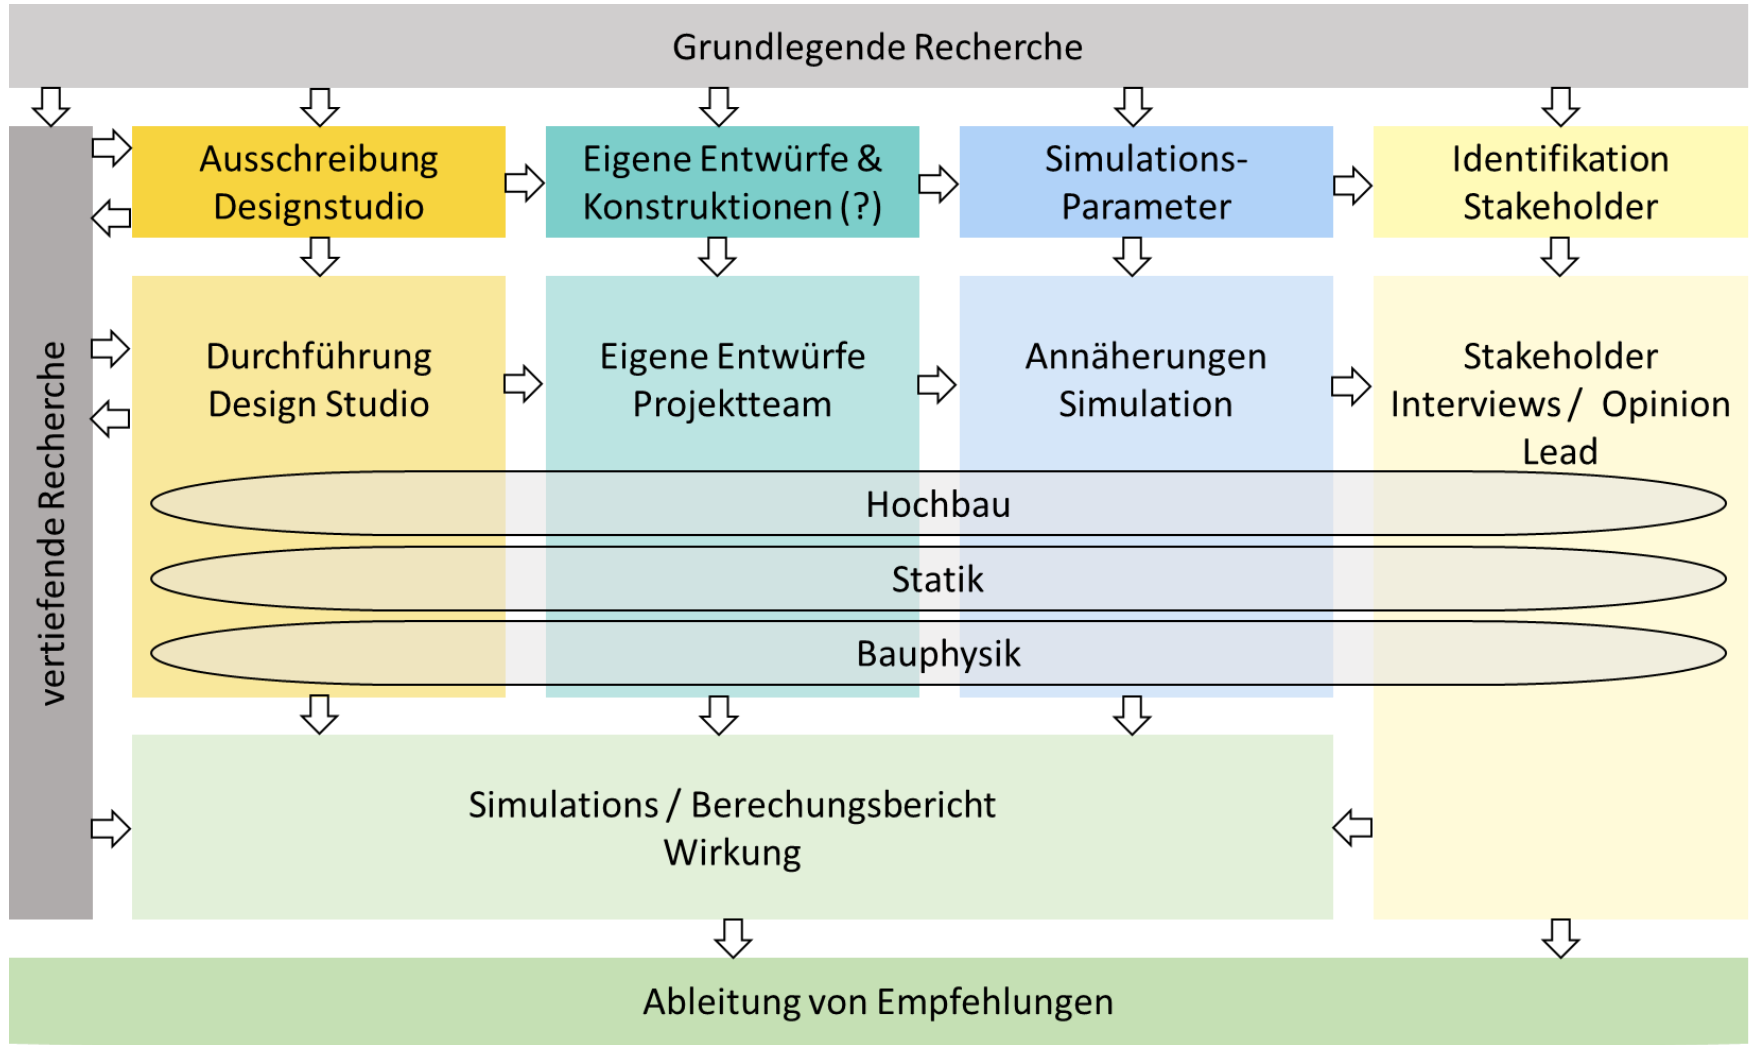 Grundlegende Recherche
Ausschreibung
Designstudio
Eigene Entwürfe &
Konstruktionen (?)
Simulations-
Parameter
Identifikation
Stakeholder
vertiefende Recherche
Durchführung
Design Studio
Eigene Entwürfe
Projektteam
Annäherungen
Simulation
Stakeholder
Interviews / Opinion
Lead
Hochbau
Statik
Bauphysik
Simulations / Berechungsbericht
Wirkung
Ableitung von Empfehlungen